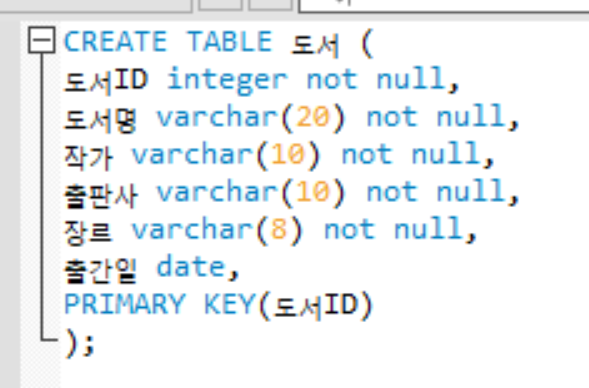 CREATE TABLE 도서 (
도서ID integer not null,
도서명 varchar(20) not null,
작가 varchar(10) not null,
출판사 varchar(10) not null,
장르 varchar(8) not null,
출간일 date,
PRIMARY KEY(도서ID)
);